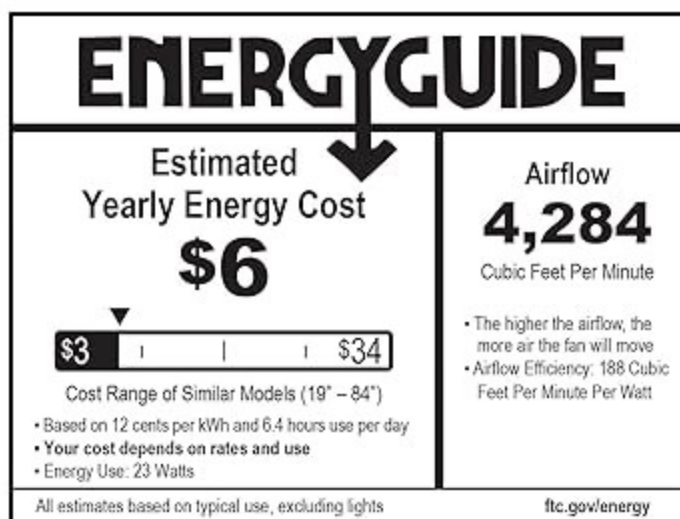 ENERGYGUIDE
Estimated
Yearly Energy Cost
$6
$3 $34
Cost Range of Similar Models (19" – 84")
• Based on 12 cents per kWh and 6.4 hours use per day
• Your cost depends on rates and use
• Energy Use: 23 Watts
Airflow
4,284
Cubic Feet Per Minute
• The higher the airflow, the
more air the fan will move
• Airflow Efficiency: 188 Cubic
Feet Per Minute Per Watt
All estimates based on typical use, excluding lights
ftc.gov/energy